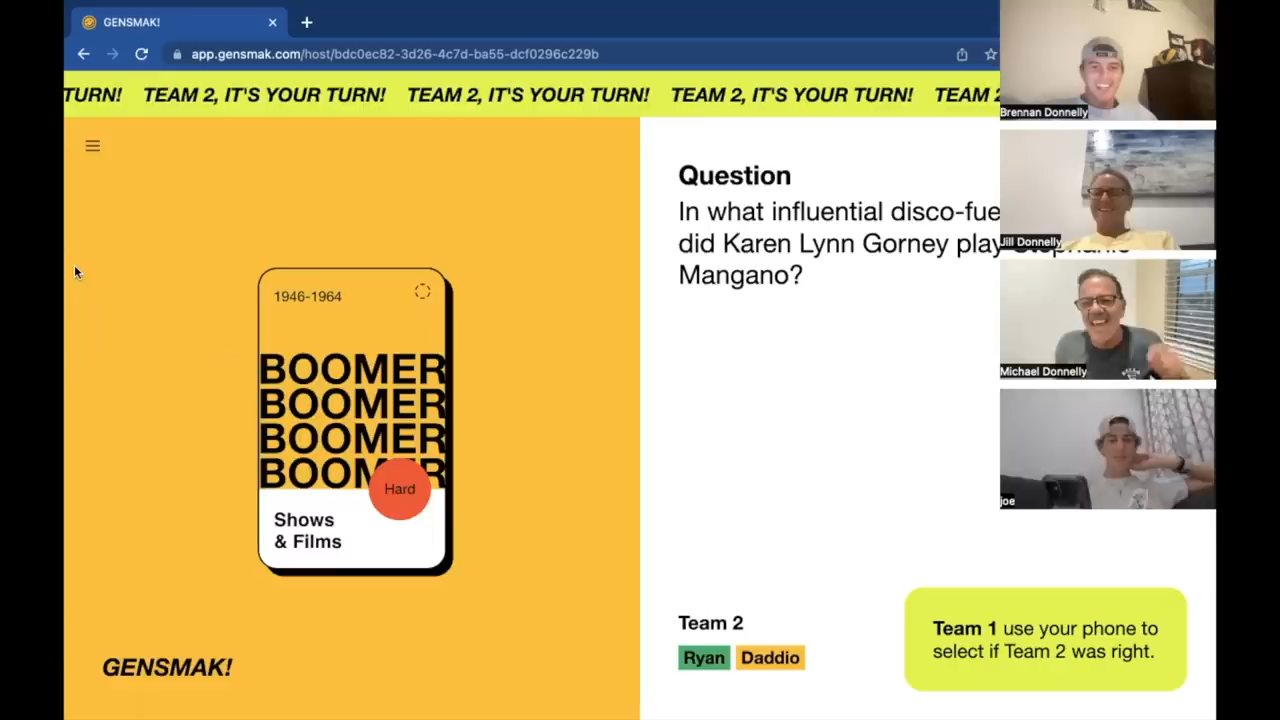 GENSMAK!
app.gensmak.com/host/bdc0ec82-3d26-4c7d-ba55-dcf0296c229b
TURN! TEAM 2, IT'S YOUR TURN! TEAM 2, IT'S YOUR TURN! TEAM 2, IT'S YOUR TURN! TEAM
1946-1964
BOOMER
BOOMER
BOOMER
BOOMER
Hard
Shows
& Films
GENSMAK!
Question
In what influential disco-fue
did Karen Lynn Gorney play Stephanie
Mangano?
Team 2
Ryan Daddio
Team 1 use your phone to
select if Team 2 was right.
Brennan Donnelly
Jill Donnelly
Michael Donnelly
joe